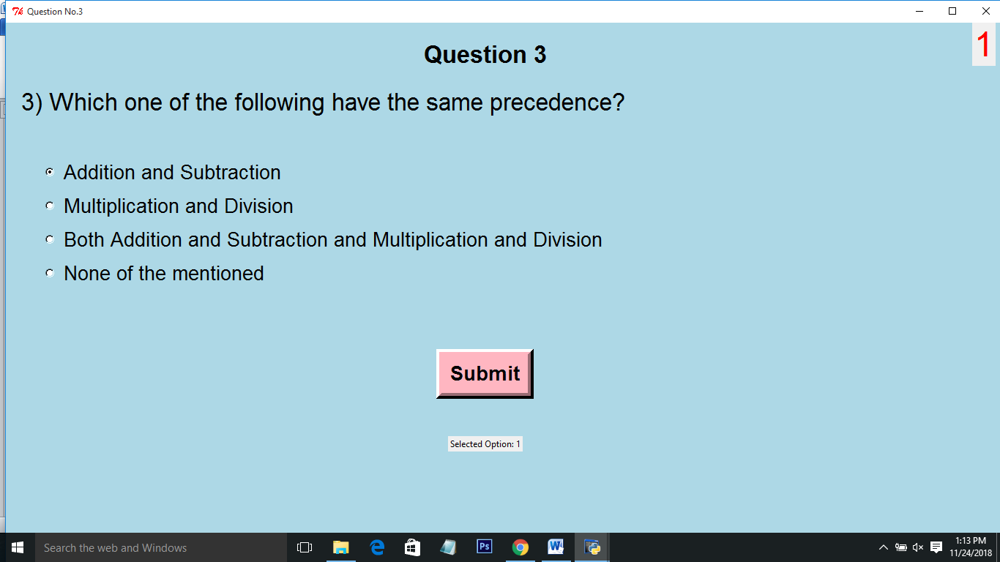 Question No.3
1
Question 3
3) Which one of the following have the same precedence?
Addition and Subtraction
Multiplication and Division
Both Addition and Subtraction and Multiplication and Division
None of the mentioned
Submit
Selected Option: 1
Search the web and Windows
Ps
W
1:13 PM
11/24/2018